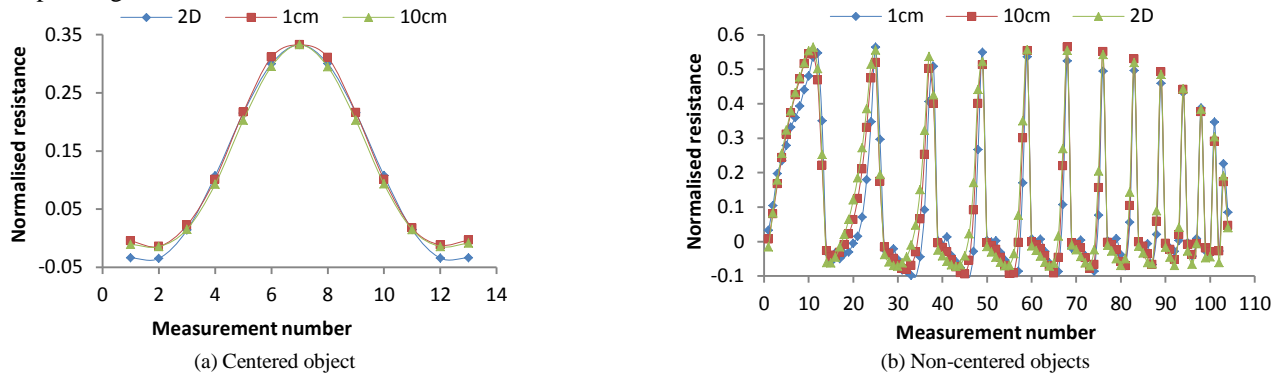 2D 1cm 10cm
0.35
0.25
0.15
0.05
-0.05
0 2 4 6 8 10 12 14
Normalised resistance
Measurement number
(a) Centered object
1cm 10cm 2D
0.6
0.5
0.4
0.3
0.2
0.1
0
-0.1
0 10 20 30 40 50 60 70 80 90 100 110
Normalised resistance
Measurement number
(b) Non-centered objects